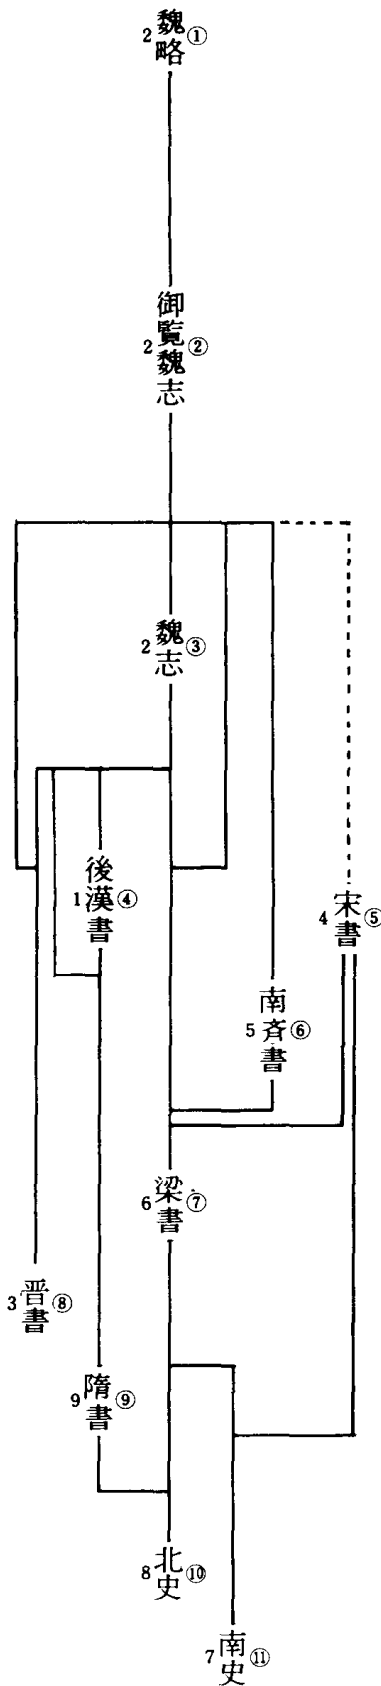 2魏略①
2御覧魏志②
2魏志③
1後漢書④
4宋書⑤
5南斉書⑥
6梁書⑦
3晋書⑧
9隋書⑨
8北史⑩
7南史⑪